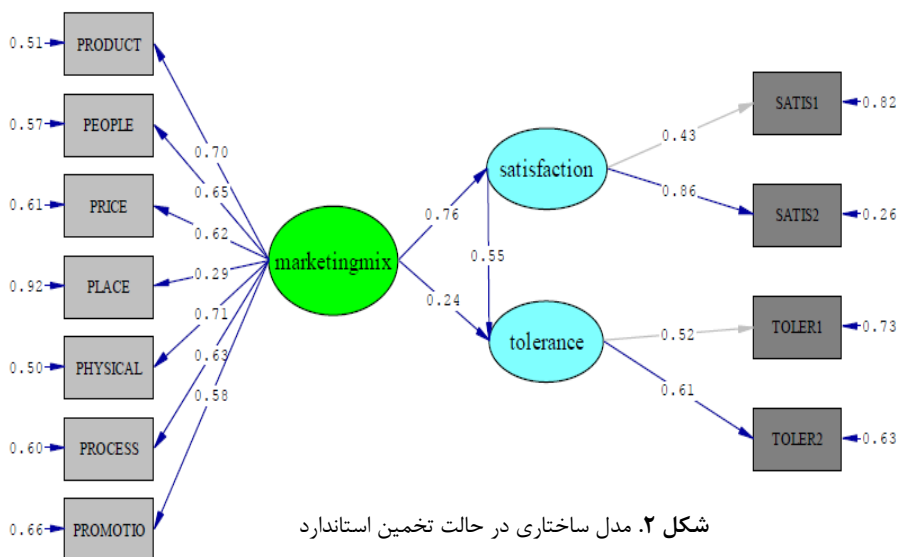 0.51 PRODUCT
0.57 PEOPLE
0.61 PRICE
0.92 PLACE
0.50 PHYSICAL
0.60 PROCESS
0.66 PROMOTIO
0.70
0.65
0.62
0.29
0.71
0.63
0.58
marketingmix
0.76
0.24
satisfaction
0.55
tolerance
0.43
0.86
0.52
0.61
SATIS1 0.82
SATIS2 0.26
TOLER1 0.73
TOLER2 0.63
شکل ۲. مدل ساختاری در حالت تخمین استاندارد